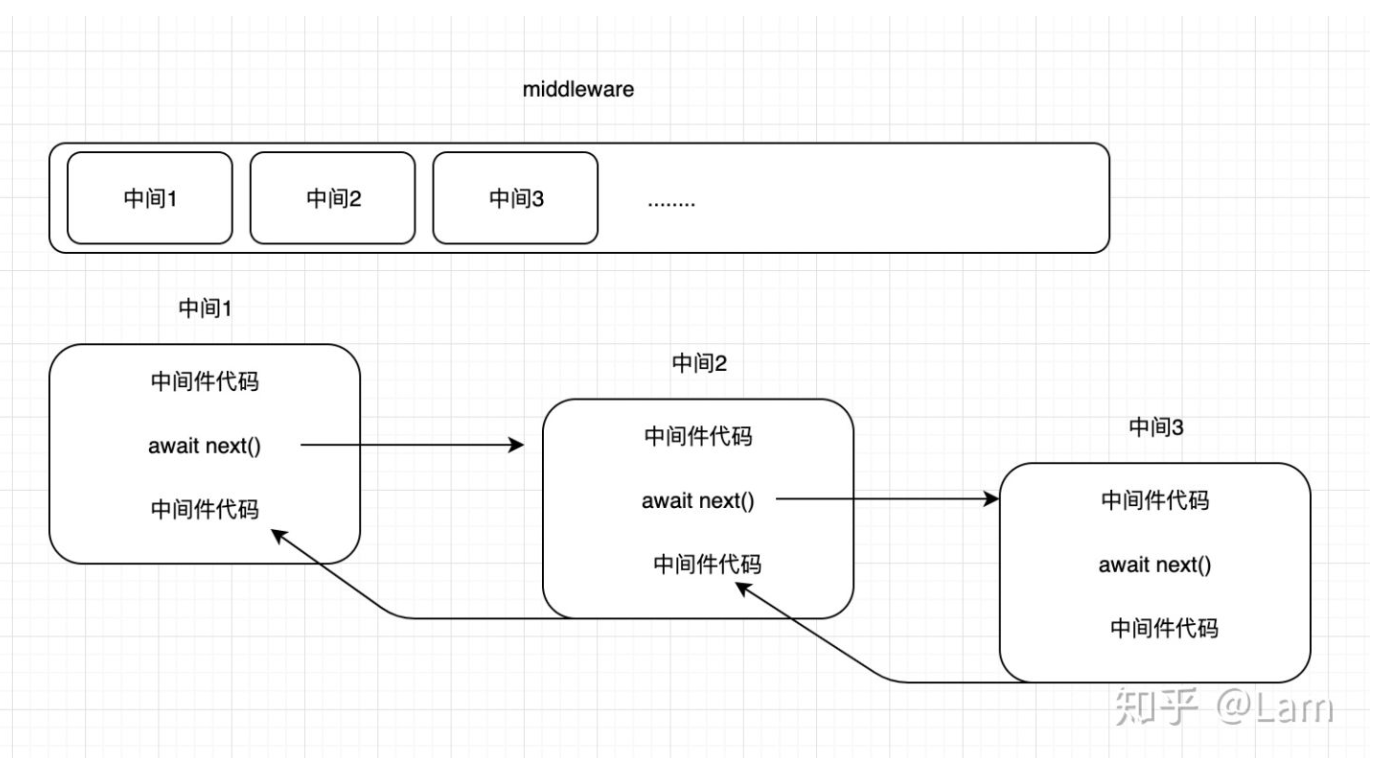 middleware
中间1
中间2
中间3
........
中间1
中间件代码
await next()
中间件代码
中间2
中间件代码
await next()
中间件代码
中间3
中间件代码
await next()
中间件代码
知乎 @Lam